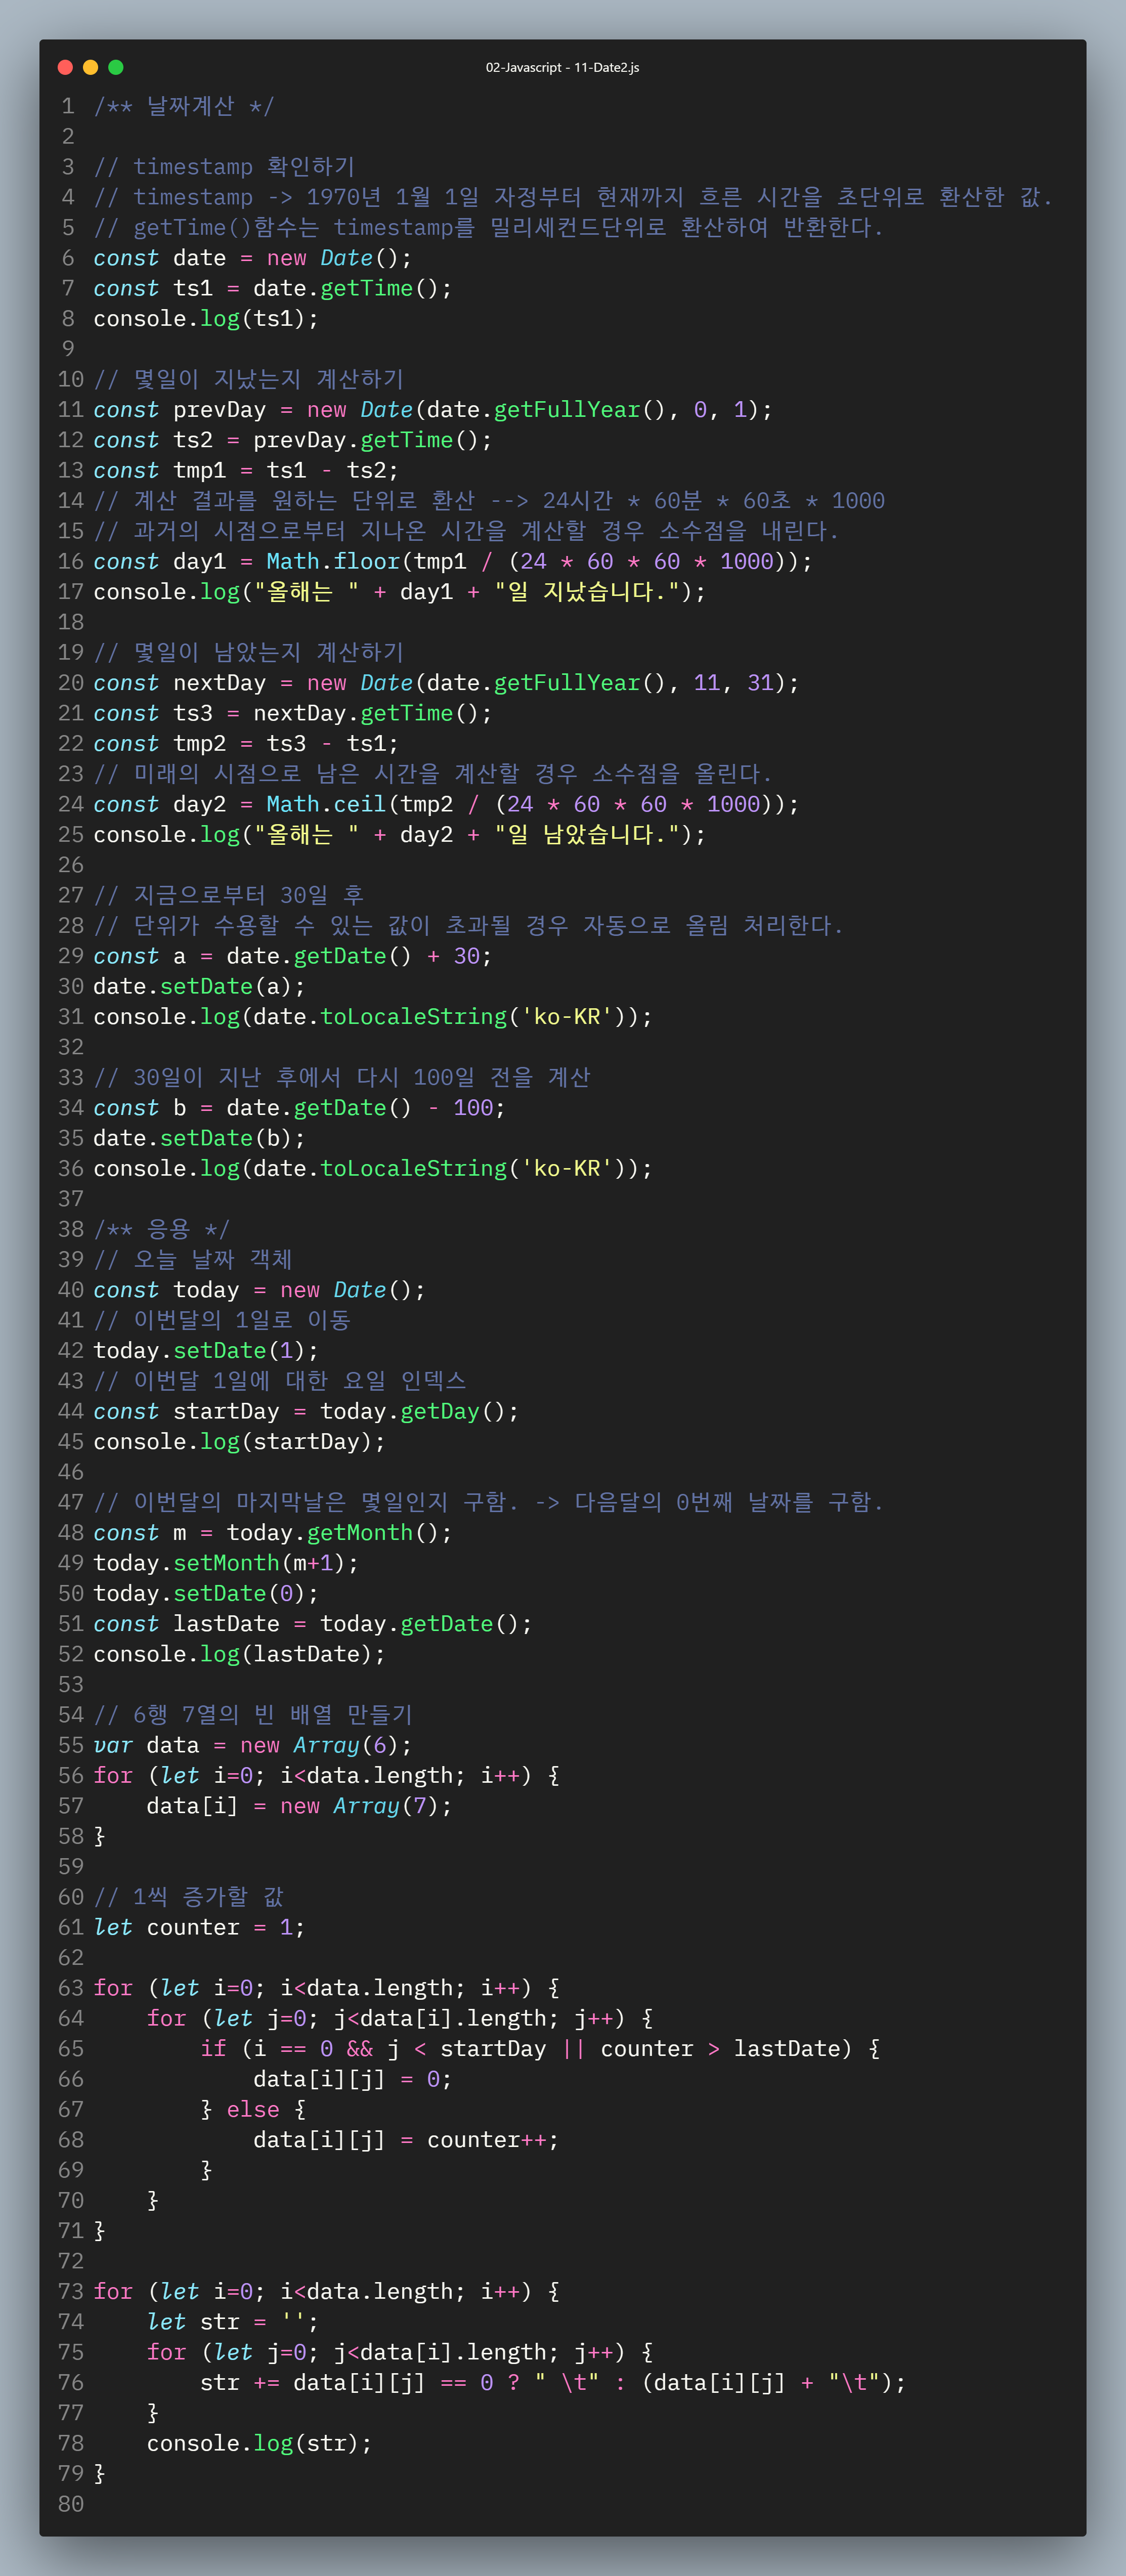 02-Javascript - 11-Date2.js
1 /** 날짜계산 */
2
3 // timestamp 확인하기
4 // timestamp -> 1970년 1월 1일 자정부터 현재까지 흐른 시간을 초단위로 환산한 값.
5 // getTime()함수는 timestamp를 밀리세컨드단위로 환산하여 반환한다.
6 const date = new Date();
7 const ts1 = date.getTime();
8 console.log(ts1);
9
10 // 몇일이 지났는지 계산하기
11 const prevDay = new Date(date.getFullYear(), 0, 1);
12 const ts2 = prevDay.getTime();
13 const tmp1 = ts1 - ts2;
14 // 계산 결과를 원하는 단위로 환산 --> 24시간 * 60분 * 60초 * 1000
15 // 과거의 시점으로부터 지나온 시간을 계산할 경우 소수점을 내린다.
16 const day1 = Math.floor(tmp1 / (24 * 60 * 60 * 1000));
17 console.log("올해는 " + day1 + "일 지났습니다.");
18
19 // 몇일이 남았는지 계산하기
20 const nextDay = new Date(date.getFullYear(), 11, 31);
21 const ts3 = nextDay.getTime();
22 const tmp2 = ts3 - ts1;
23 // 미래의 시점으로 남은 시간을 계산할 경우 소수점을 올린다.
24 const day2 = Math.ceil(tmp2 / (24 * 60 * 60 * 1000));
25 console.log("올해는 " + day2 + "일 남았습니다.");
26
27 // 지금으로부터 30일 후
28 // 단위가 수용할 수 있는 값이 초과될 경우 자동으로 올림 처리한다.
29 const a = date.getDate() + 30;
30 date.setDate(a);
31 console.log(date.toLocaleString('ko-KR'));
32
33 // 30일이 지난 후에서 다시 100일 전을 계산
34 const b = date.getDate() - 100;
35 date.setDate(b);
36 console.log(date.toLocaleString('ko-KR'));
37
38 /** 응용 */
39 // 오늘 날짜 객체
40 const today = new Date();
41 // 이번달의 1일로 이동
42 today.setDate(1);
43 // 이번달 1일에 대한 요일 인덱스
44 const startDay = today.getDay();
45 console.log(startDay);
46
47 // 이번달의 마지막날은 몇일인지 구함. -> 다음달의 0번째 날짜를 구함.
48 const m = today.getMonth();
49 today.setMonth(m+1);
50 today.setDate(0);
51 const lastDate = today.getDate();
52 console.log(lastDate);
53
54 // 6행 7열의 빈 배열 만들기
55 var data = new Array(6);
56 for (let i=0; i<data.length; i++) {
57     data[i] = new Array(7);
58 }
59
60 // 1씩 증가할 값
61 let counter = 1;
62
63 for (let i=0; i<data.length; i++) {
64     for (let j=0; j<data[i].length; j++) {
65         if (i == 0 && j < startDay || counter > lastDate) {
66             data[i][j] = 0;
67         } else {
68             data[i][j] = counter++;
69         }
70     }
71 }
72
73 for (let i=0; i<data.length; i++) {
74     let str = '';
75     for (let j=0; j<data[i].length; j++) {
76         str += data[i][j] == 0 ? " \t" : (data[i][j] + "\t");
77     }
78     console.log(str);
79 }
80